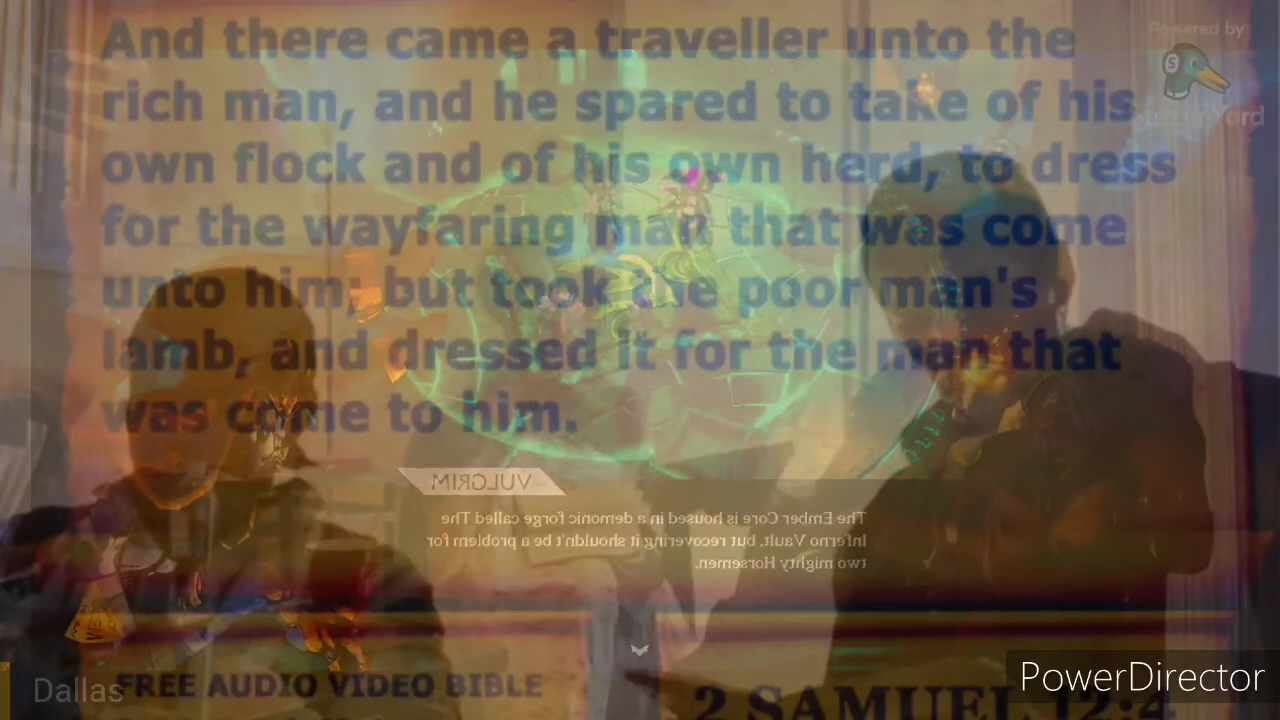 Powered by
And there came a traveller unto the
rich man, and he spared to take of his
own flock and of his own herd, to dress
for the wayfaring man that was come
unto him; but took the poor man's
lamb, and dressed it for the man that
was come to him.
VULGRIM
The Ember Core is housed in a demonic forge called The
Inferno Vault, but recovering it shouldn't be a problem for
two mighty Horsemen.
Dallas
FREE AUDIO VIDEO BIBLE
2 SAMUEL 12:4
PowerDirector